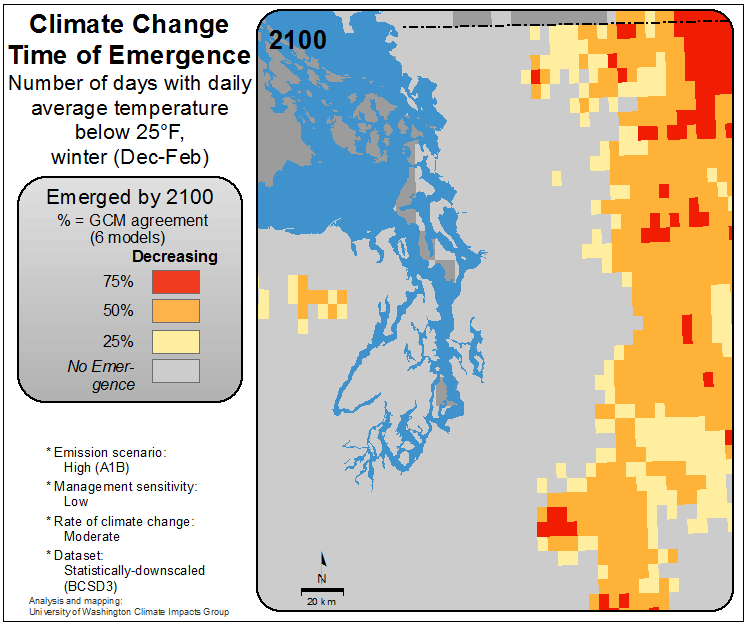 Climate Change
Time of Emergence
Number of days with daily
average temperature
below 25°F,
winter (Dec-Feb)
Emerged by 2100
% = GCM agreement
(6 models)
Decreasing
75%
50%
25%
No Emer-
gence
* Emission scenario:
High (A1B)
* Management sensitivity:
Low
* Rate of climate change:
Moderate
* Dataset:
Statistically-downscaled
(BCSD3)
Analysis and mapping:
University of Washington Climate Impacts Group
2100
N
20 km